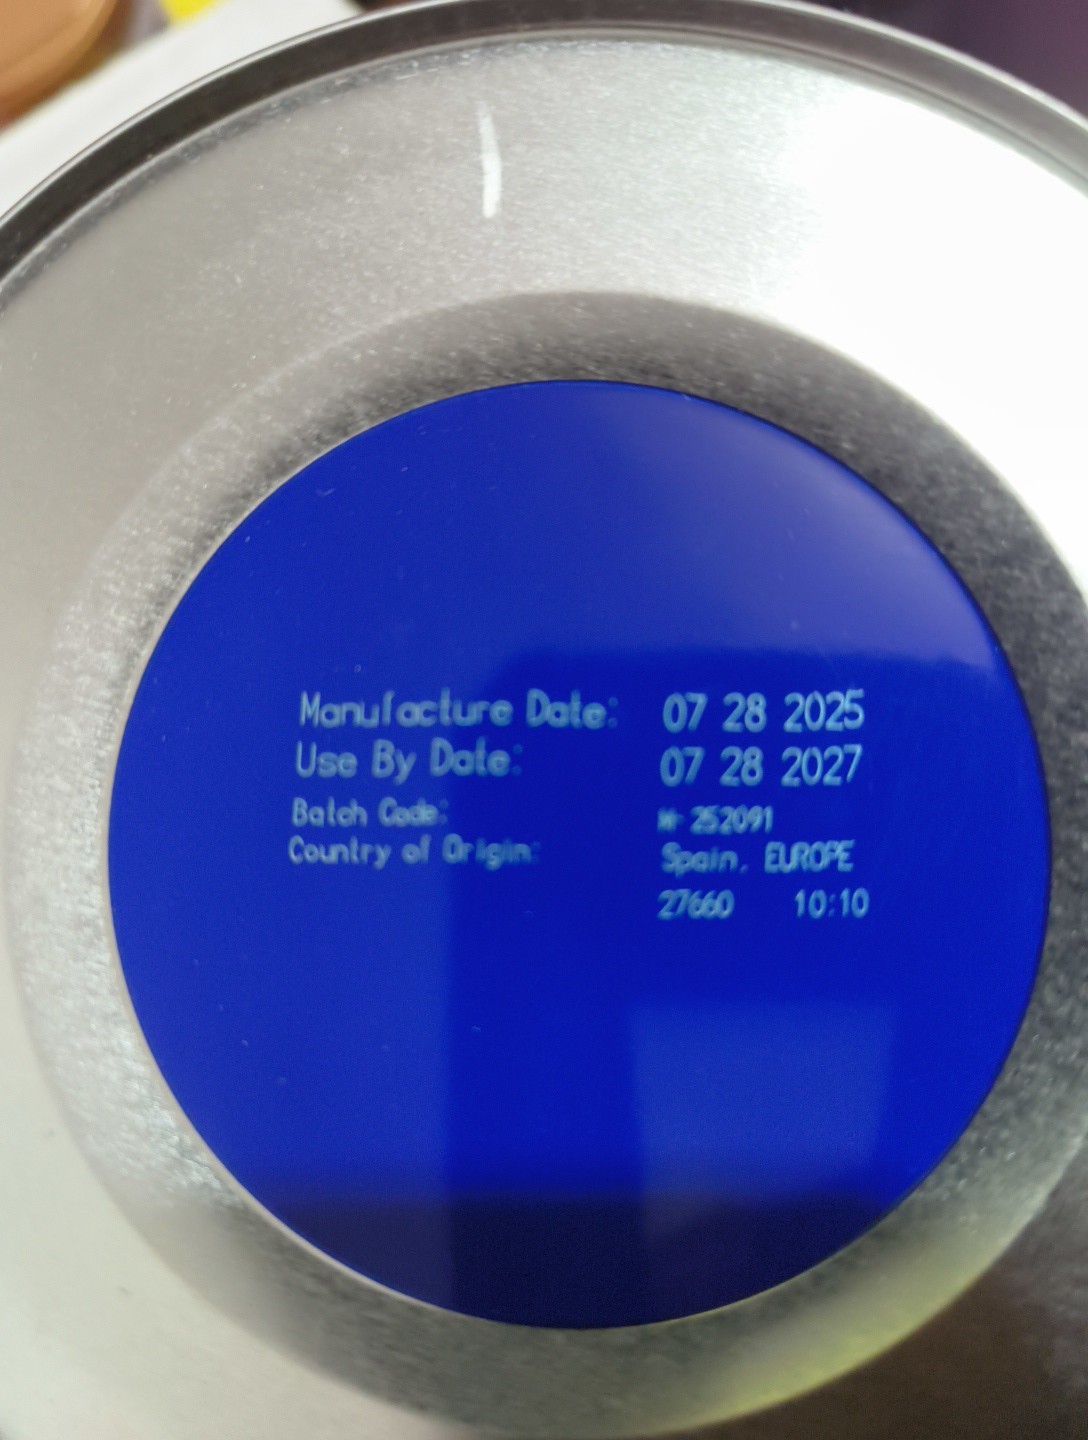 Manufacture Date: 07 28 2025
Use By Date: 07 28 2027
Batch Code: 252091
Country of Origin: Spain, EUROPE
27660 10:10